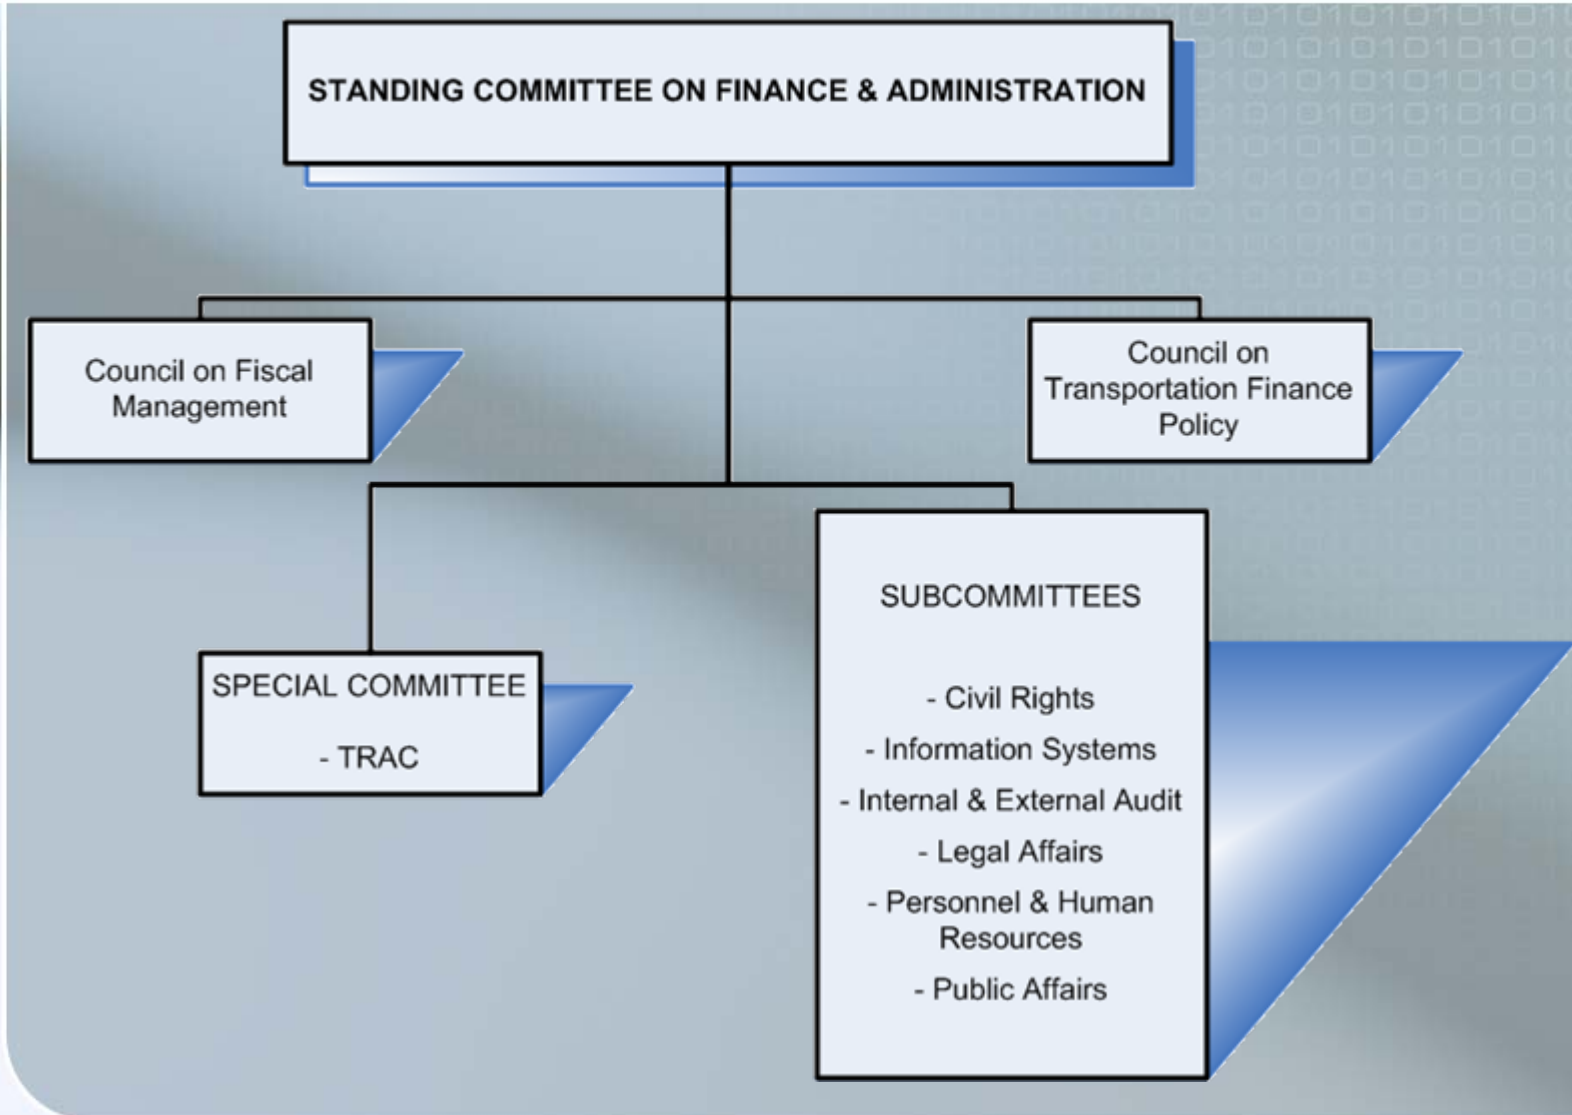 STANDING COMMITTEE ON FINANCE & ADMINISTRATION
Council on Fiscal
Management
Council on
Transportation Finance
Policy
SPECIAL COMMITTEE
- TRAC
SUBCOMMITTEES
- Civil Rights
- Information Systems
- Internal & External Audit
- Legal Affairs
- Personnel & Human
Resources
- Public Affairs